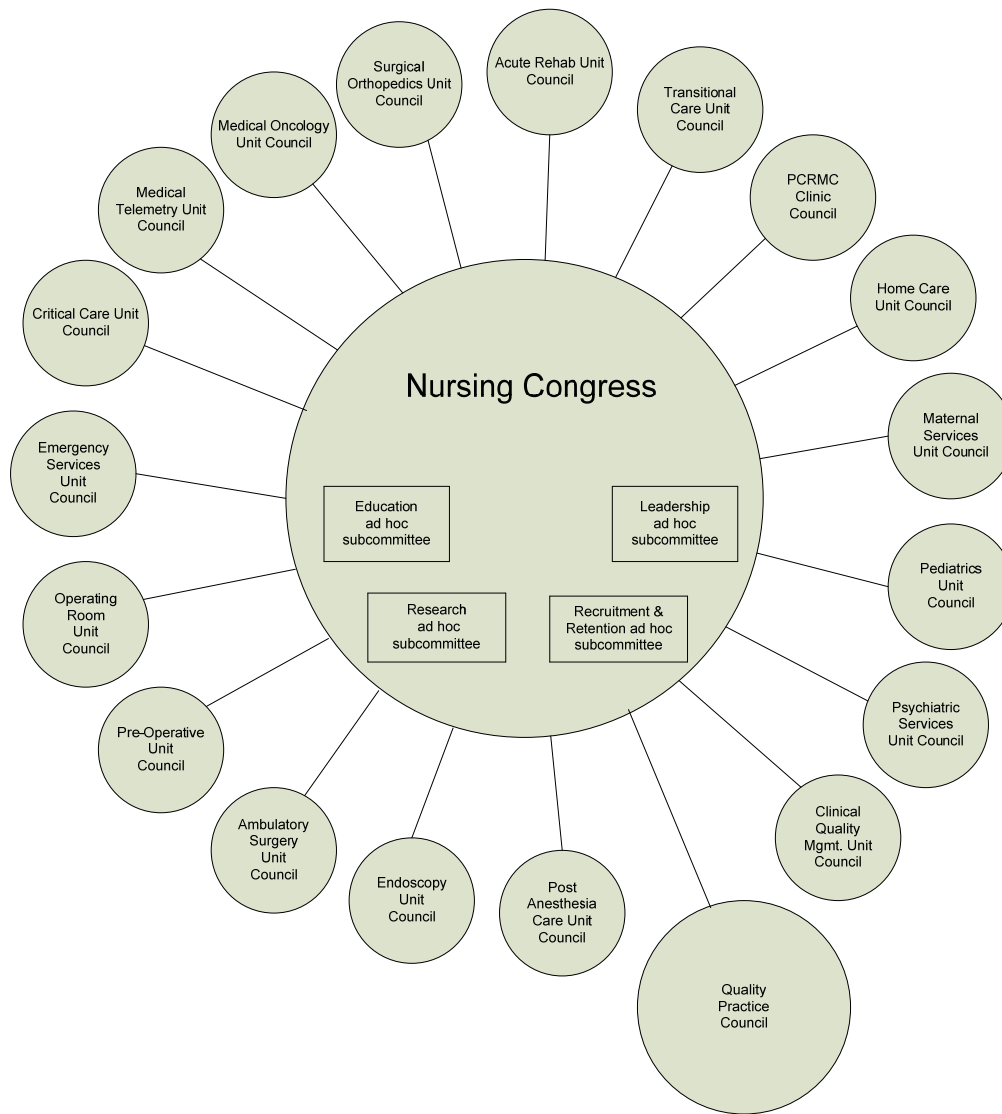 Acute Rehab Unit
Council
Surgical
Orthopedics Unit
Council
Transitional
Care Unit
Council
Medical Oncology
Unit Council
PCRMC
Clinic
Council
Medical
Telemetry Unit
Council
Home Care
Unit Council
Critical Care Unit
Council
Nursing Congress
Maternal
Services
Unit Council
Emergency
Services
Unit
Council
Education
ad hoc
subcommittee
Leadership
ad hoc
subcommittee
Pediatrics
Unit
Council
Operating
Room
Unit
Council
Research
ad hoc
subcommittee
Recruitment &
Retention ad hoc
subcommittee
Psychiatric
Services
Unit Council
Pre-Operative
Unit
Council
Clinical
Quality
Mgmt. Unit
Council
Ambulatory
Surgery
Unit
Council
Endoscopy
Unit
Council
Post
Anesthesia
Care Unit
Council
Quality
Practice
Council